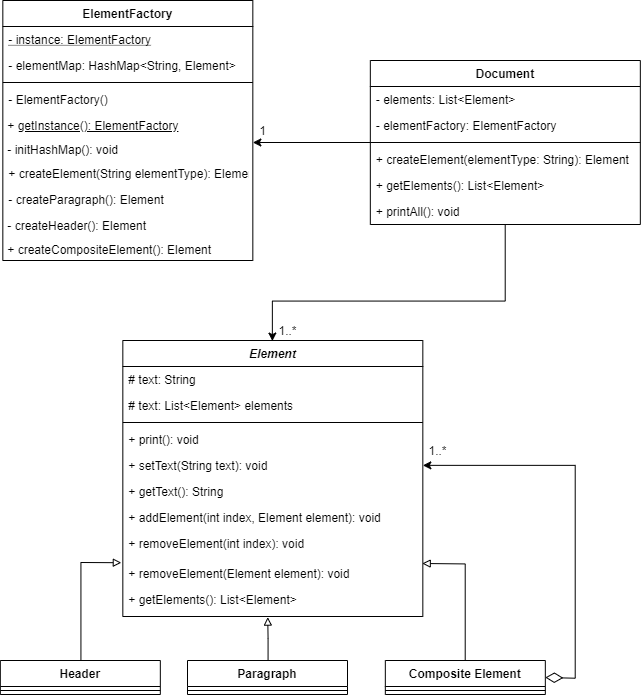 ElementFactory
- instance: ElementFactory
- elementMap: HashMap<String, Element>
- ElementFactory()
+ getInstance(): ElementFactory
- initHashMap(): void
+ createElement(String elementType): Eleme
- createParagraph(): Element
- createHeader(): Element
+ createCompositeElement(): Element
1
Document
- elements: List<Element>
- elementFactory: ElementFactory
+ createElement(elementType: String): Element
+ getElements(): List<Element>
+ printAll(): void
1..*
Element
# text: String
# text: List<Element> elements
+ print(): void
+ setText(String text): void
+ getText(): String
+ addElement(int index, Element element): void
+ removeElement(int index): void
+ removeElement(Element element): void
+ getElements(): List<Element>
1..*
Header
Paragraph
Composite Element